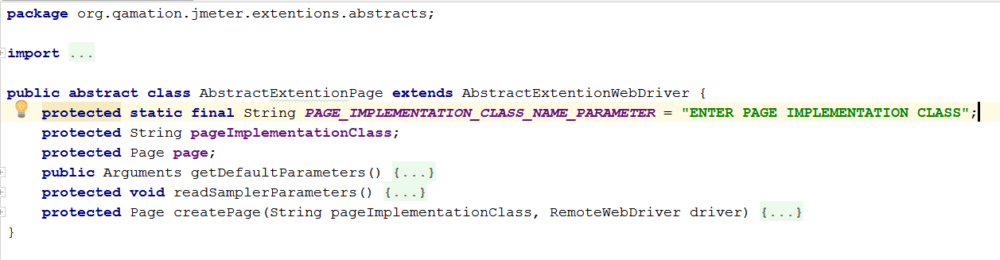 package org.qamation.jmeter.extentions.abstracts;
import ...
public abstract class AbstractExtentionPage extends AbstractExtentionWebDriver {
protected static final String PAGE_IMPLEMENTATION_CLASS_NAME_PARAMETER = "ENTER PAGE IMPLEMENTATION CLASS";
protected String pageImplementationClass;
protected Page page;
public Arguments getDefaultParameters() {...}
protected void readSamplerParameters() {...}
protected Page createPage(String pageImplementationClass, RemoteWebDriver driver) {...}
}